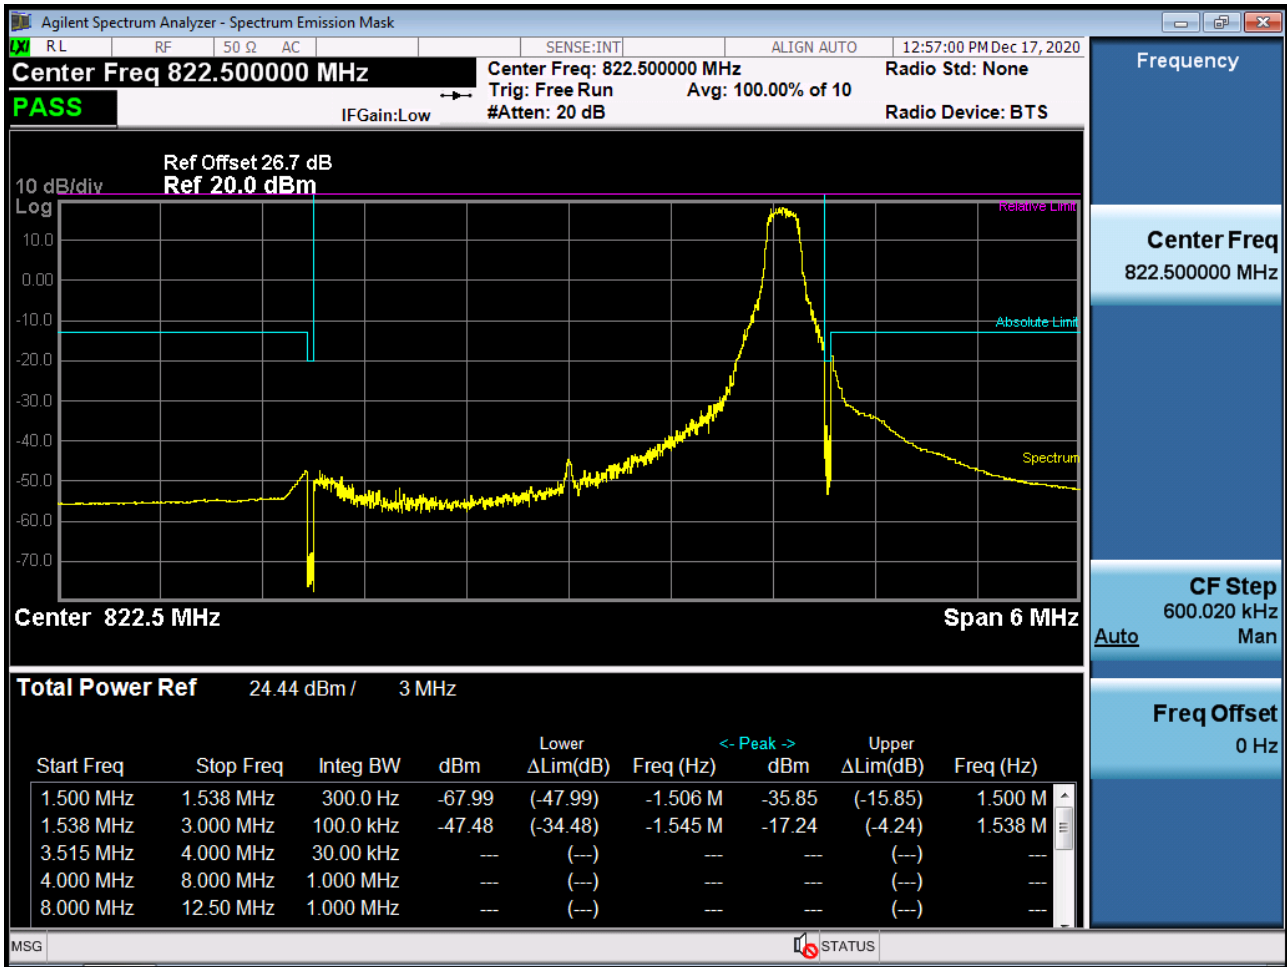 Agilent Spectrum Analyzer - Spectrum Emission Mask
LXI RL RF 50 Ω AC SENSE:INT ALIGN AUTO 12:57:00 PM Dec 17, 2020
Center Freq 822.500000 MHz
Center Freq: 822.500000 MHz Radio Std: None
Trig: Free Run Avg: 100.00% of 10
PASS
IFGain:Low #Atten: 20 dB Radio Device: BTS
Ref Offset 26.7 dB
10 dB/div Ref 20.0 dBm
Log
Relative Limit
10.0
0.00
-10.0
Absolute Limit
-20.0
-30.0
-40.0
Spectrum
-50.0
-60.0
-70.0
Center 822.5 MHz Span 6 MHz
Total Power Ref 24.44 dBm / 3 MHz
Lower <- Peak -> Upper
Start Freq Stop Freq Integ BW dBm ΔLim(dB) Freq (Hz) dBm ΔLim(dB) Freq (Hz)
1.500 MHz 1.538 MHz 300.0 Hz -67.99 (-47.99) -1.506 M -35.85 (-15.85) 1.500 M
1.538 MHz 3.000 MHz 100.0 kHz -47.48 (-34.48) -1.545 M -17.24 (-4.24) 1.538 M
3.515 MHz 4.000 MHz 30.00 kHz --- (---) --- --- (---) ---
4.000 MHz 8.000 MHz 1.000 MHz --- (---) --- --- (---) ---
8.000 MHz 12.50 MHz 1.000 MHz --- (---) --- --- (---) ---
MSG STATUS
Frequency
Center Freq
822.500000 MHz
CF Step
600.020 kHz
Auto Man
Freq Offset
0 Hz